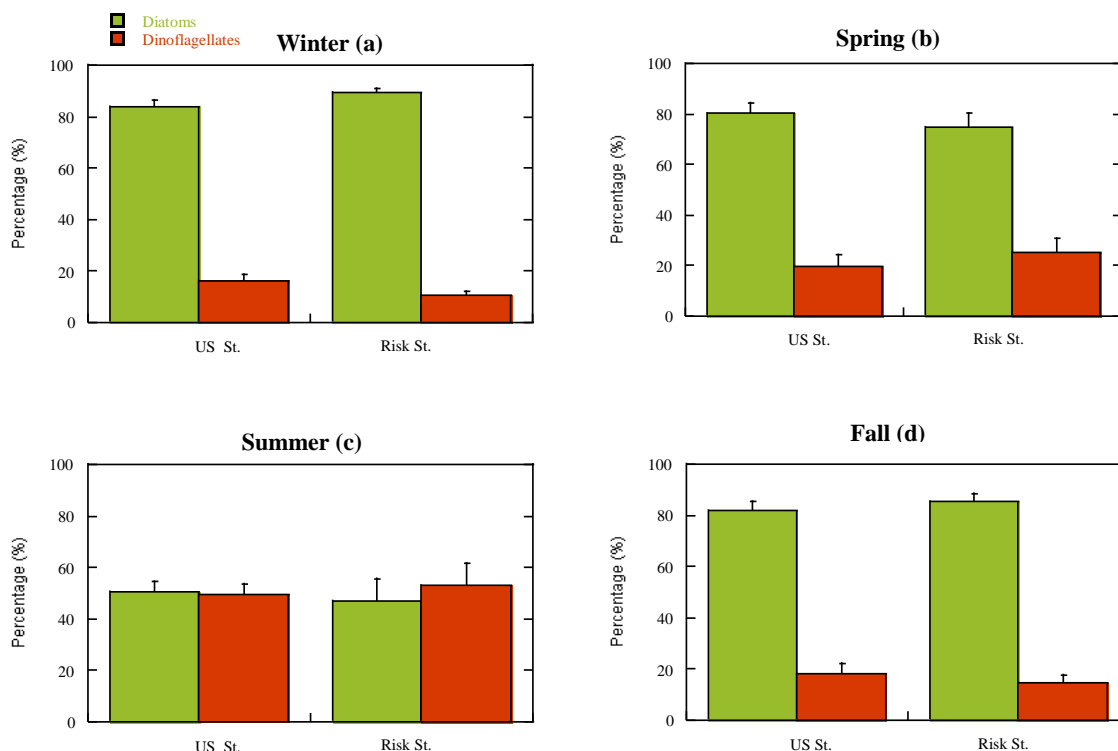 Diatoms
Dinoflagellates
Winter (a)
100
80
60
40
20
0
Percentage (%)
US St.
Risk St.
Spring (b)
100
80
60
40
20
0
Percentage (%)
US St.
Risk St.
Summer (c)
100
80
60
40
20
0
Percentage (%)
US St.
Risk St.
Fall (d)
100
80
60
40
20
0
Percentage (%)
US St.
Risk St.